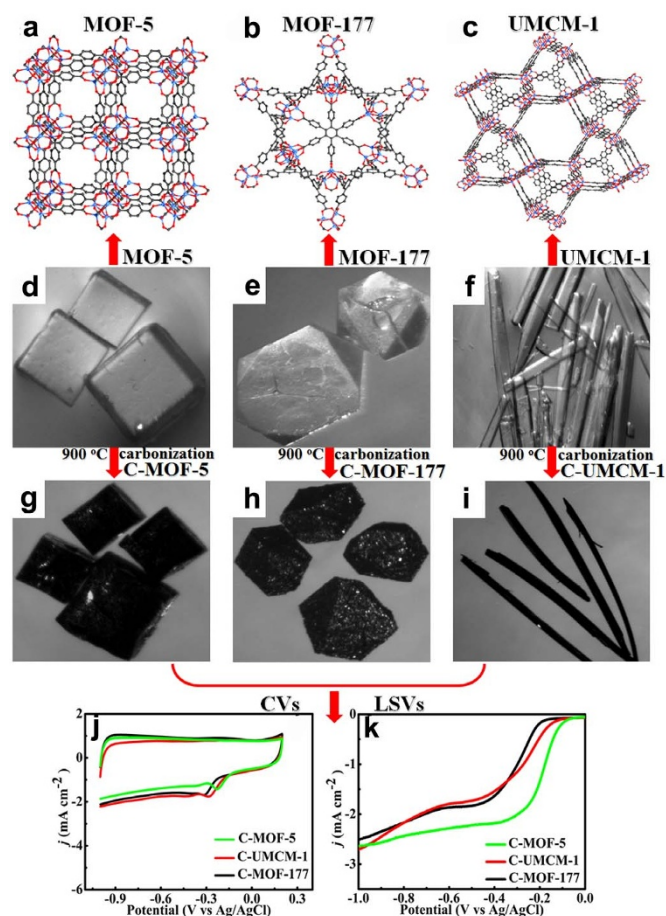 a MOF-5 b MOF-177 c UMCM-1
MOF-5 MOF-177 UMCM-1
d e f
900 ºC carbonization 900 ºC carbonization 900 ºC carbonization
C-MOF-5 C-MOF-177 C-UMCM-1
g h i
CVs LSVs
j
j (mA cm⁻²)
2
0
-2
-4
-6
C-MOF-5
C-UMCM-1
C-MOF-177
-0.9 -0.6 -0.3 0.0 0.3
Potential (V vs Ag/AgCl)
k
j (mA cm⁻²)
0
-1
-2
-3
C-MOF-5
C-UMCM-1
C-MOF-177
-1.0 -0.8 -0.6 -0.4 -0.2 0.0
Potential (V vs Ag/AgCl)